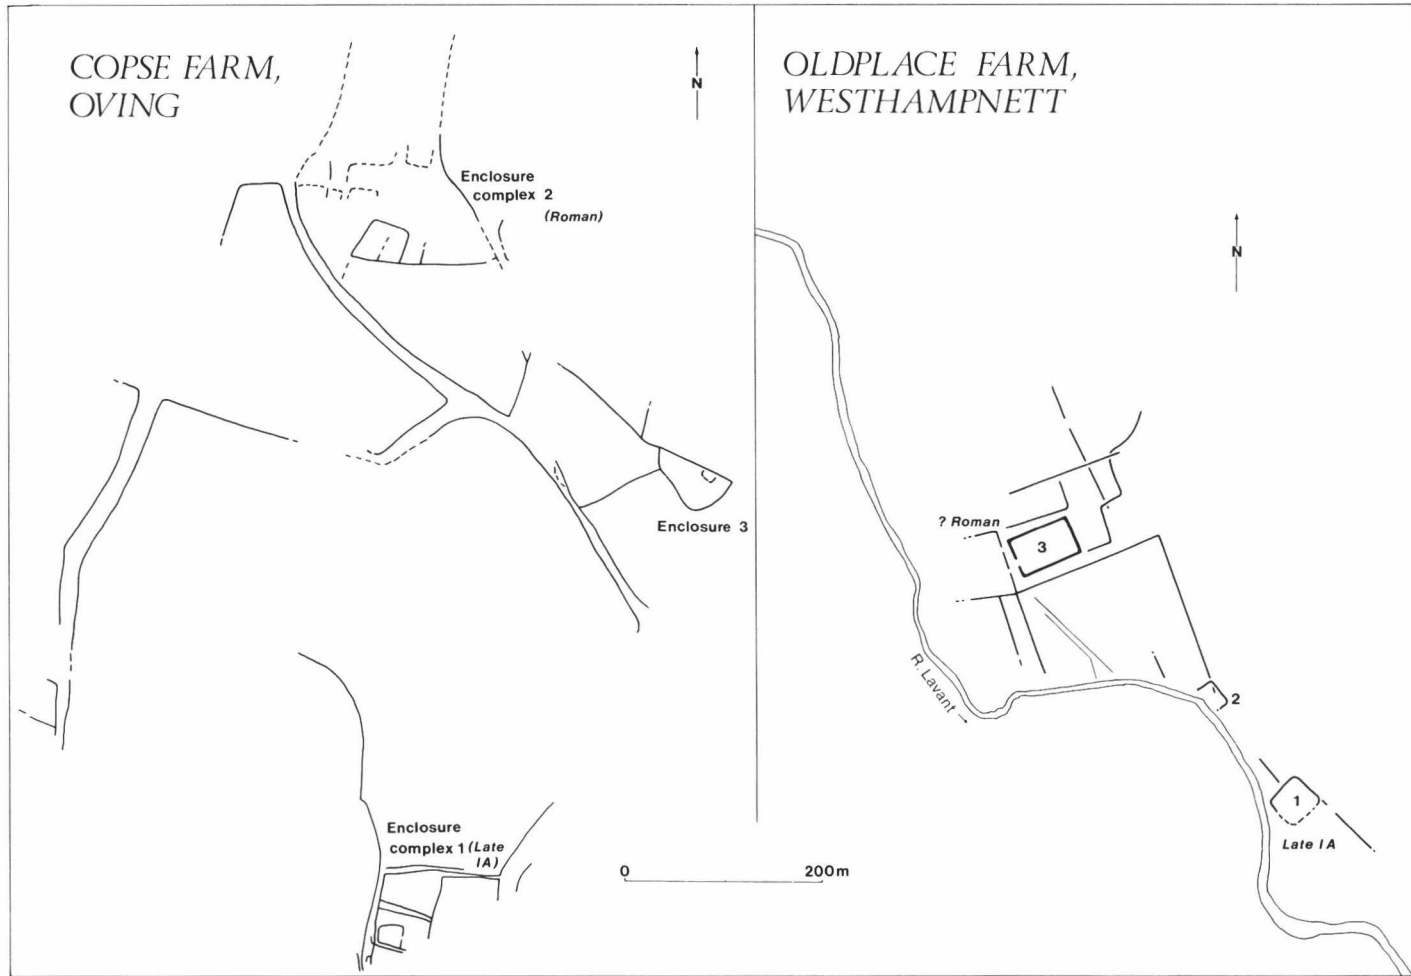 COPSE FARM,
OVING
N
Enclosure
complex 2
(Roman)
Enclosure 3
Enclosure
complex 1 (Late
IA)
0 200m
OLDPLACE FARM,
WESTHAMPNETT
N
? Roman
3
R. Lavant →
2
1
Late IA